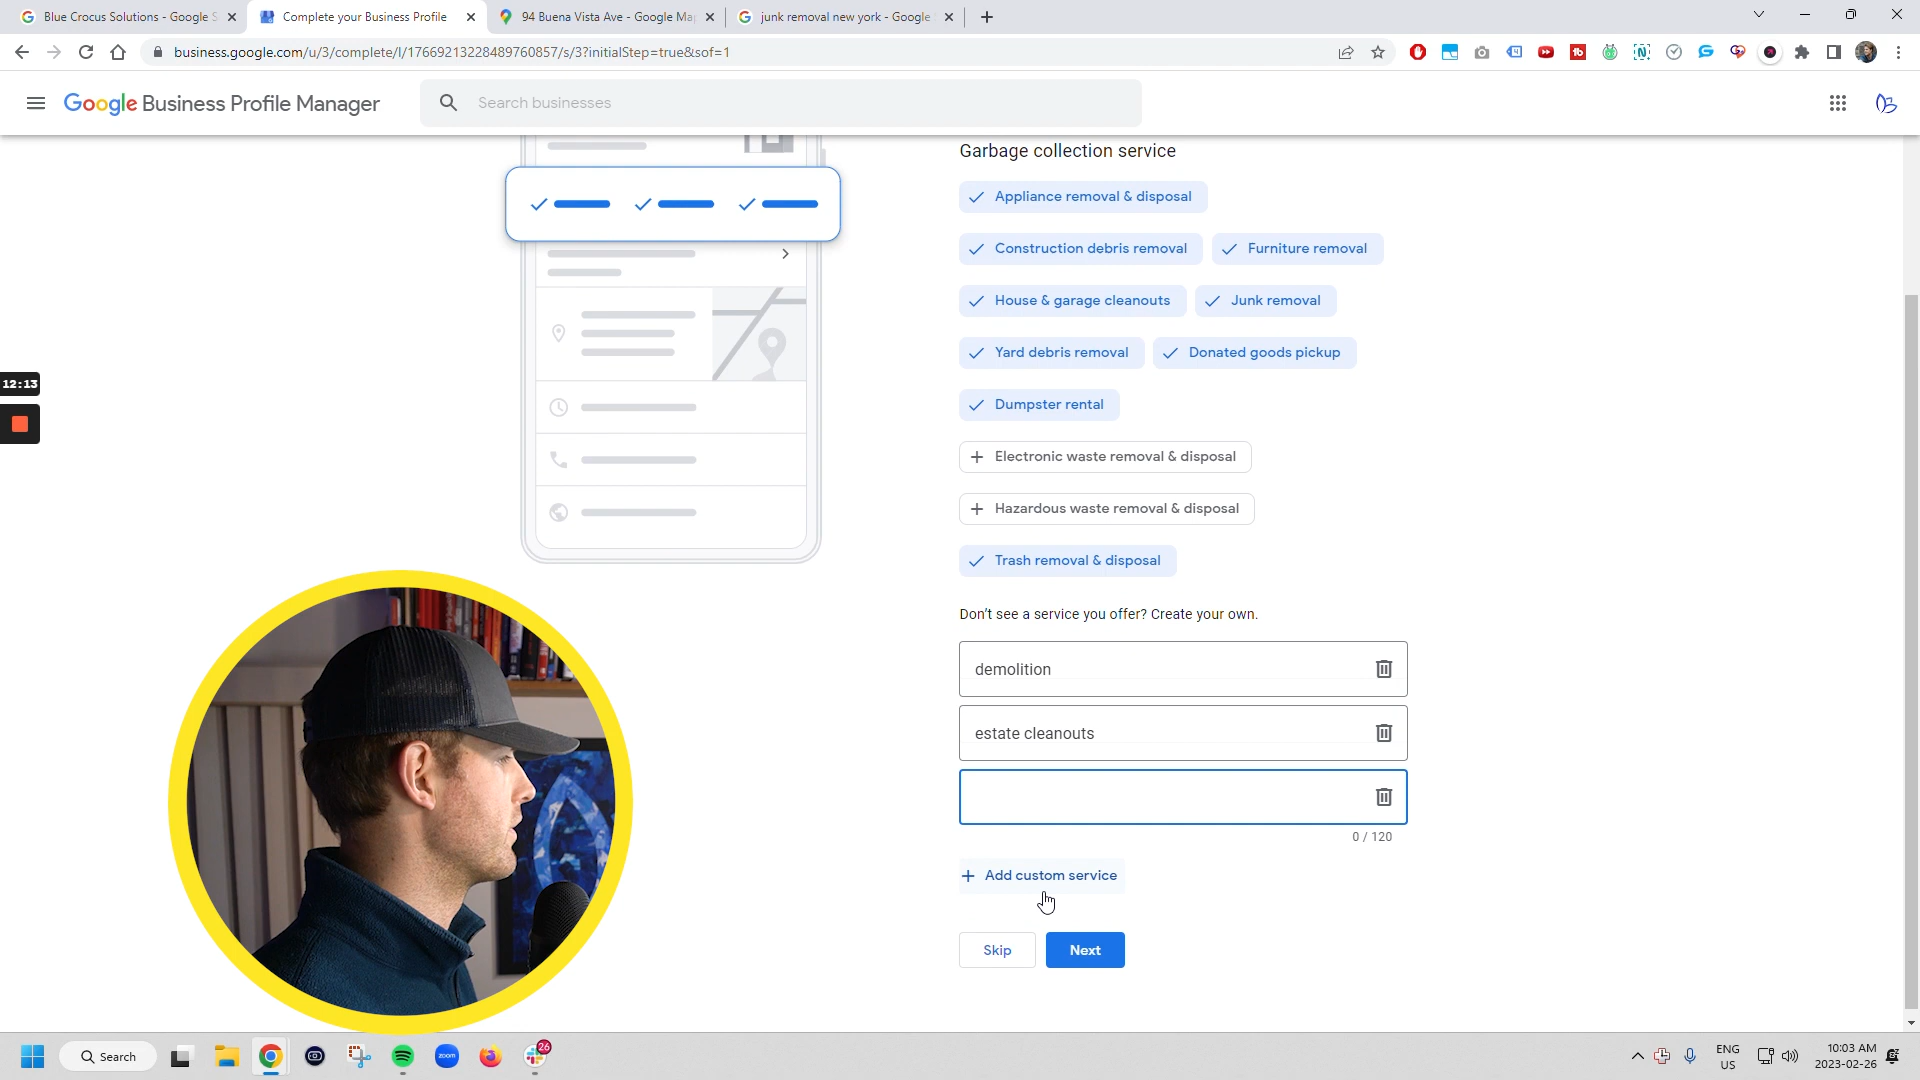 Blue Crocus Solutions - Google S
Complete your Business Profile
94 Buena Vista Ave - Google Ma
junk removal new york - Google
business.google.com/u/3/complete/l/17669213228489760857/s/3?initialStep=true&sof=1
Google Business Profile Manager
Search businesses
Garbage collection service
Appliance removal & disposal
Construction debris removal
Furniture removal
House & garage cleanouts
Junk removal
Yard debris removal
Donated goods pickup
12:13
Dumpster rental
Electronic waste removal & disposal
Hazardous waste removal & disposal
Trash removal & disposal
Don't see a service you offer? Create your own.
demolition
estate cleanouts
0 / 120
Add custom service
Skip
Next
Search
zoom
26
ENG
US
10:03 AM
2023-02-26